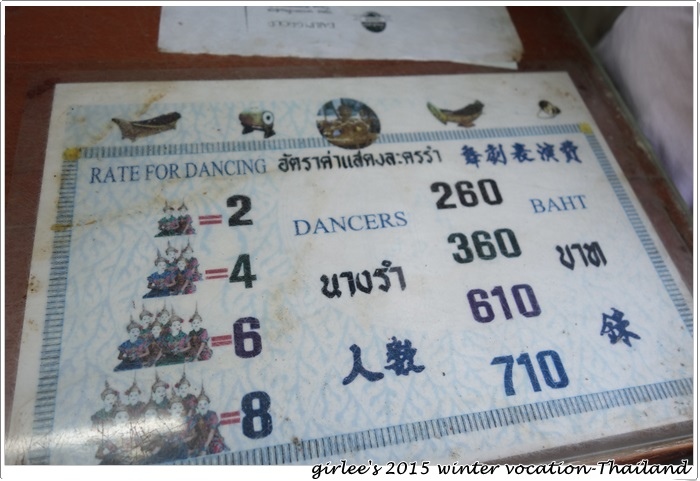 RATE FOR DANCING อัตราค่าแสดงละครรำ 舞劇表演費
=2 DANCERS 260 BAHT
=4 นางรำ 360 บาท
=6 人數 610 銖
=8 710
girlee's 2015 winter vocation-Thailand